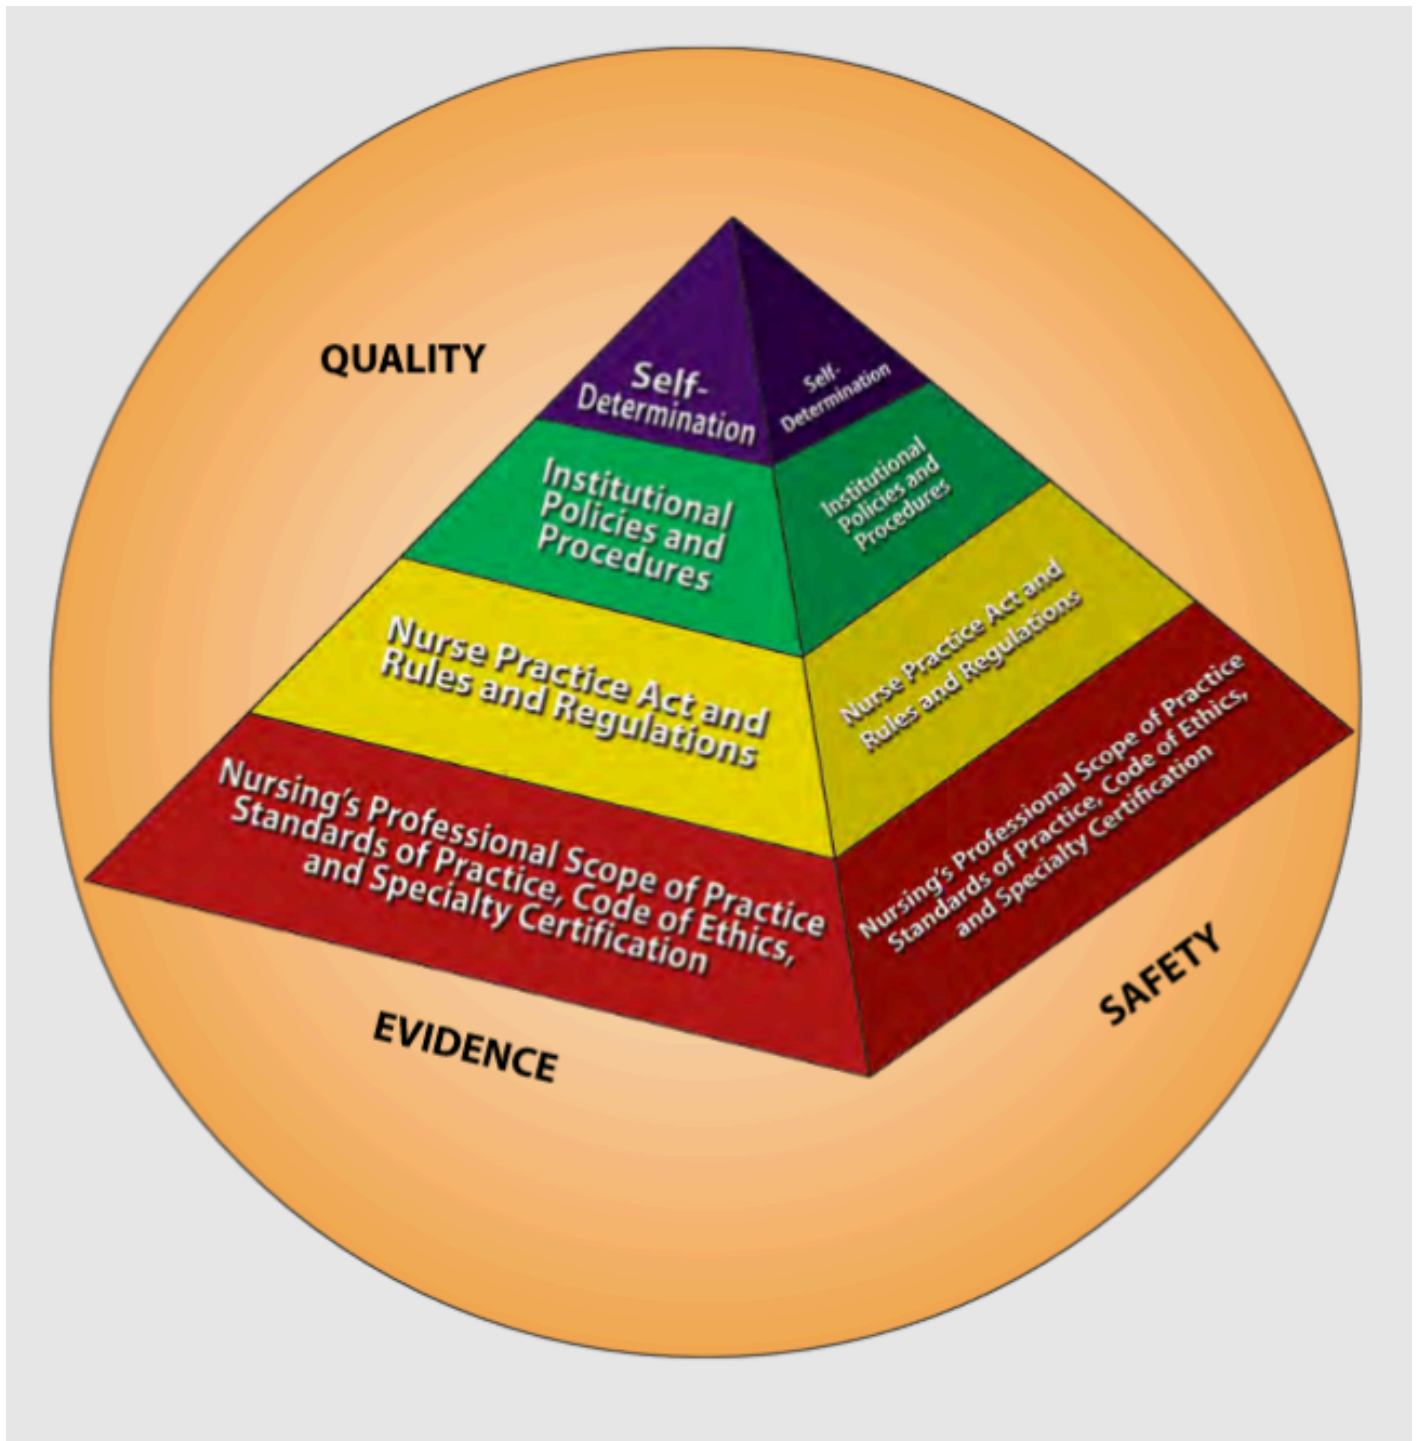 QUALITY
Self-
Determination
Self-
Determination
Institutional
Policies and
Procedures
Institutional
Policies and
Procedures
Nurse Practice Act and
Rules and Regulations
Nurse Practice Act and
Rules and Regulations
Nursing's Professional Scope of Practice
Standards of Practice, Code of Ethics,
and Specialty Certification
Nursing's Professional Scope of Practice
Standards of Practice, Code of Ethics,
and Specialty Certification
EVIDENCE
SAFETY